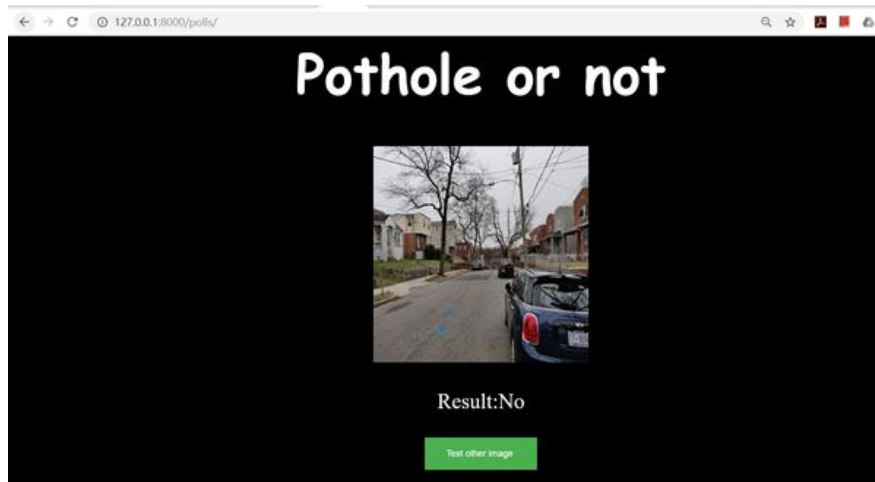 127.0.0.1:8000/polls/
Pothole or not
Result:No
Test other image